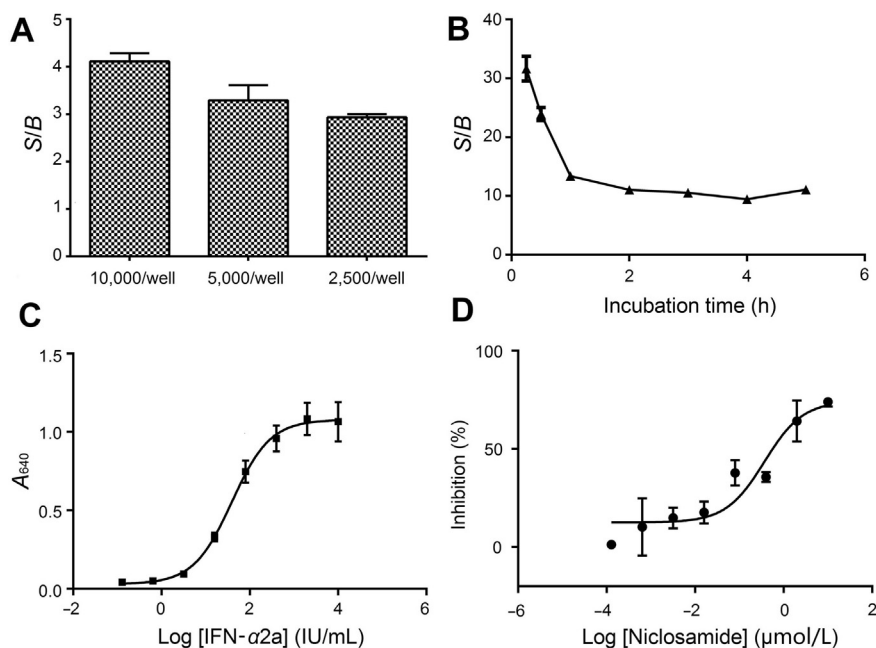 A
S/B
5
4
3
2
1
0
10,000/well 5,000/well 2,500/well
B
S/B
40
30
20
10
0
0 2 4 6
Incubation time (h)
C
A640
1.5
1.0
0.5
0.0
−2 0 2 4 6
Log [IFN-α2a] (IU/mL)
D
Inhibition (%)
100
50
0
−6 −4 −2 0 2
Log [Niclosamide] (μmol/L)